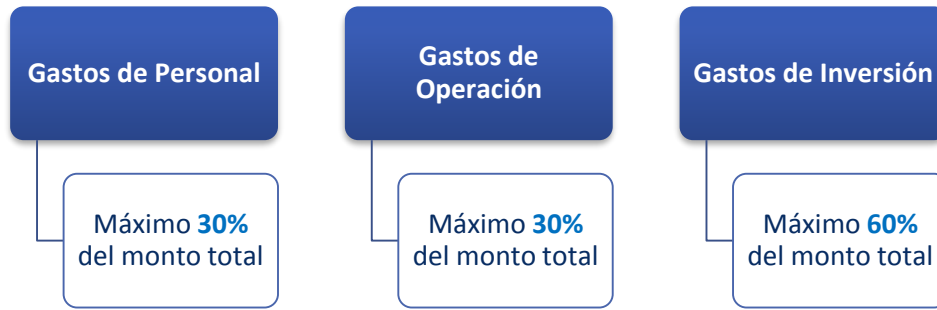 Gastos de Personal
Máximo 30%
del monto total
Gastos de
Operación
Máximo 30%
del monto total
Gastos de Inversión
Máximo 60%
del monto total